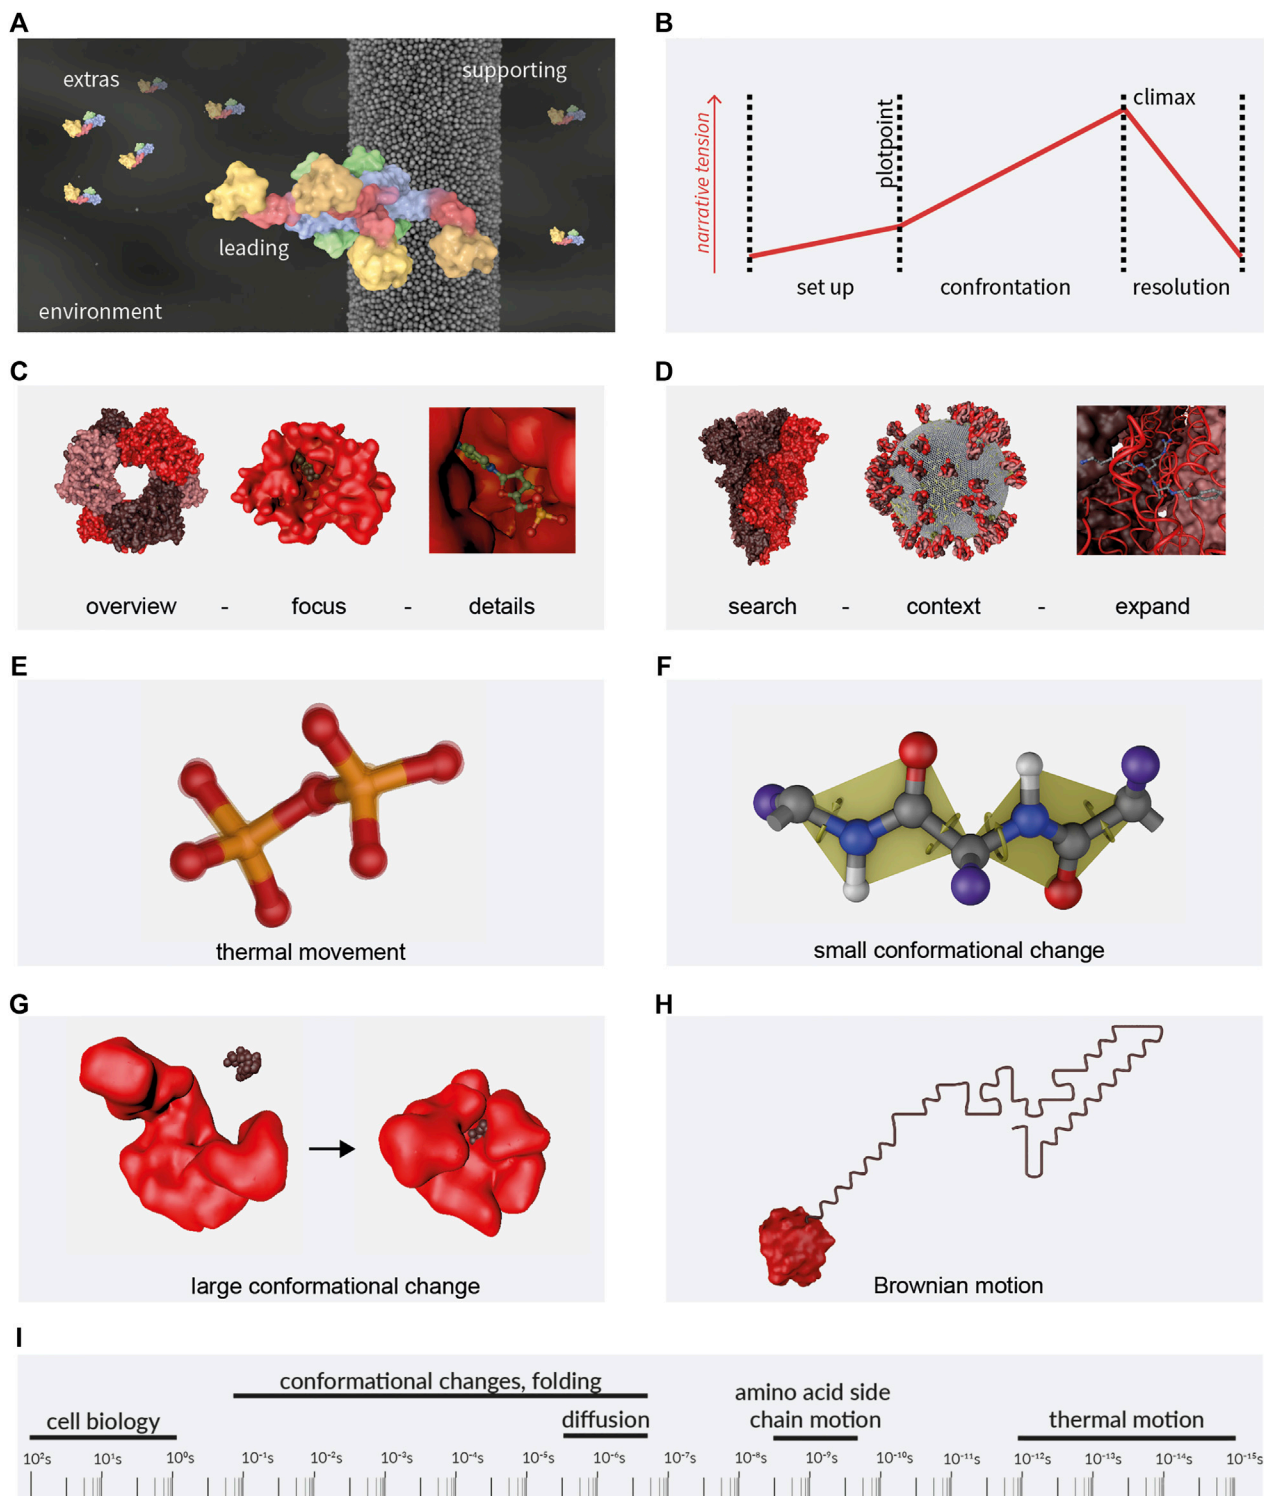 A
extras
supporting
leading
environment
B
narrative tension
plotpoint
climax
set up
confrontation
resolution
C
overview - focus - details
D
search - context - expand
E
thermal movement
F
small conformational change
G
large conformational change
H
Brownian motion
I
conformational changes, folding
amino acid side
chain motion
cell biology
diffusion
thermal motion
10²s 10¹s 10⁰s 10⁻¹s 10⁻²s 10⁻³s 10⁻⁴s 10⁻⁵s 10⁻⁶s 10⁻⁷s 10⁻⁸s 10⁻⁹s 10⁻¹⁰s 10⁻¹¹s 10⁻¹²s 10⁻¹³s 10⁻¹⁴s 10⁻¹⁵s